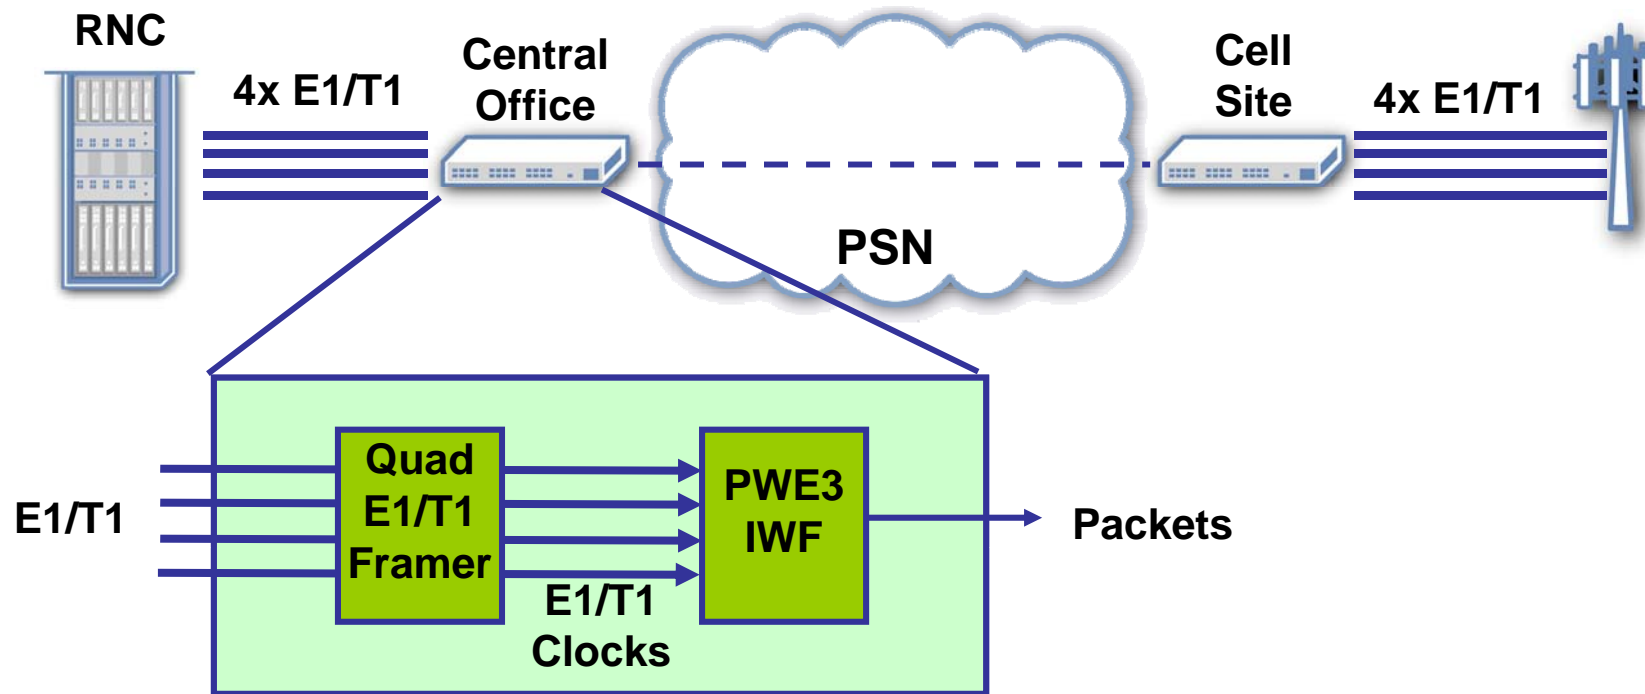 RNC
4x E1/T1
Central
Office
Cell
Site
4x E1/T1
PSN
E1/T1
Quad
E1/T1
Framer
E1/T1
Clocks
PWE3
IWF
Packets